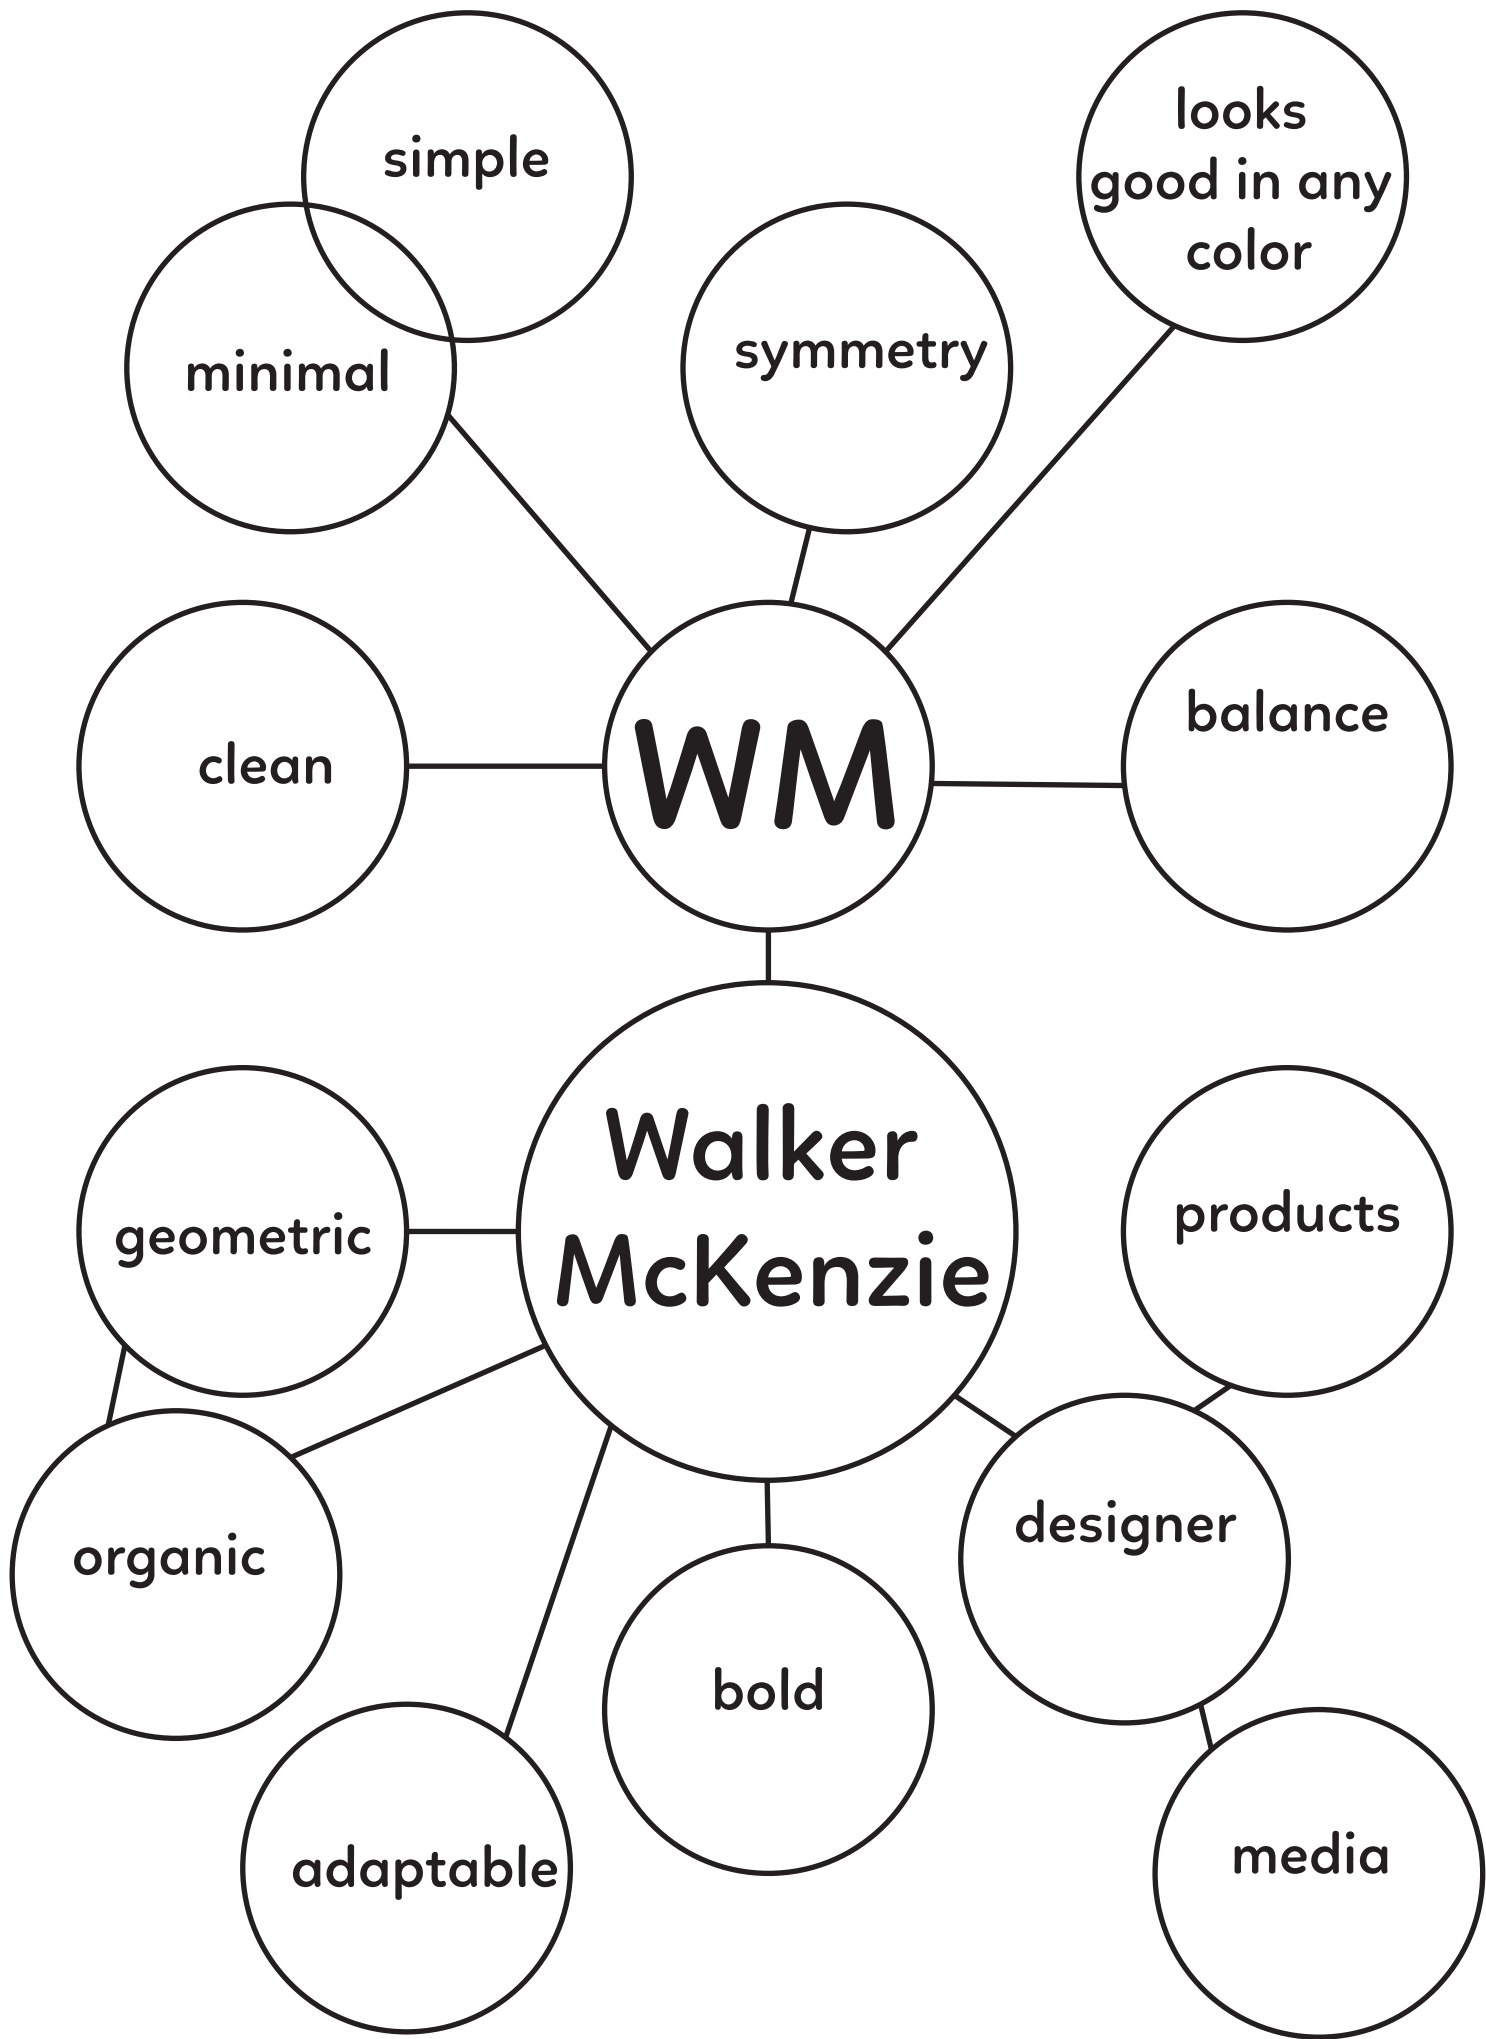 simple
looks
good in any
color
minimal
symmetry
clean
WM
balance
Walker
McKenzie
geometric
products
organic
designer
adaptable
bold
media